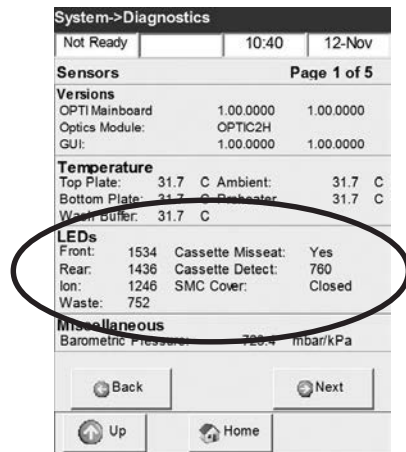 System->Diagnostics
Not Ready 10:40 12-Nov
Sensors Page 1 of 5
Versions
OPTI Mainboard 1.00.0000 1.00.0000
Optics Module: OPTIC2H
GUI: 1.00.0000 1.00.0000
Temperature
Top Plate: 31.7 C Ambient: 31.7 C
Bottom Plate: 31.7 C Preheater 31.7 C
Wash Buffer: 31.7 C
LEDs
Front: 1534 Cassette Misseat: Yes
Rear: 1436 Cassette Detect: 760
Ion: 1246 SMC Cover: Closed
Waste: 752
Miscellaneous
Barometric Pressure: 728.4 mbar/kPa
Back Next
Up Home